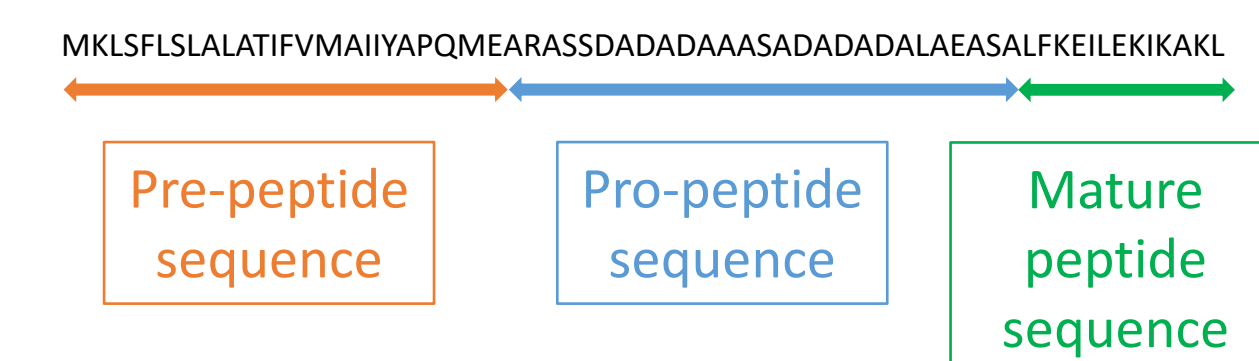 MKLSFLSLALATIFVMAIIYAPQMEARASSDADADAAASADADADALAEASALFKEILEKIKAKL
Pre-peptide
sequence
Pro-peptide
sequence
Mature
peptide
sequence